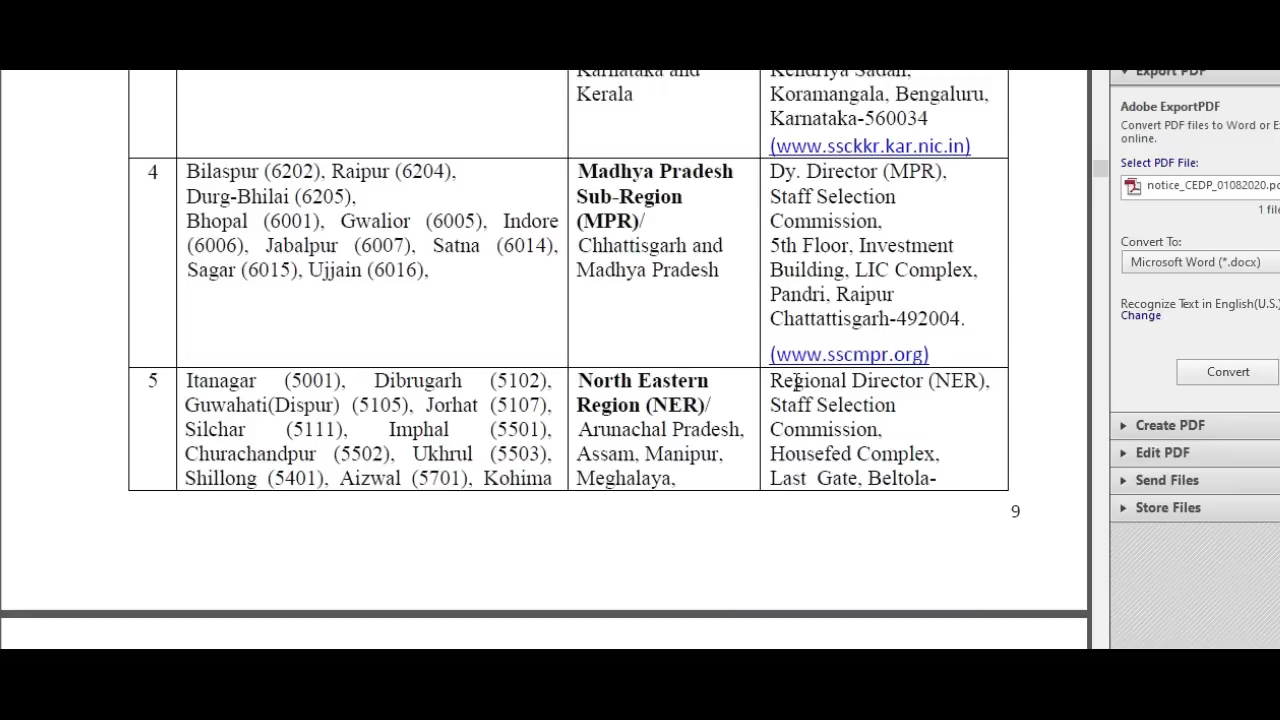 Karnataka and
Kerala
Kendriya Sadan,
Koramangala, Bengaluru,
Karnataka-560034
(www.ssckkr.kar.nic.in)
4
Bilaspur (6202), Raipur (6204),
Durg-Bhilai (6205),
Bhopal (6001), Gwalior (6005), Indore
(6006), Jabalpur (6007), Satna (6014),
Sagar (6015), Ujjain (6016),
Madhya Pradesh
Sub-Region
(MPR)/
Chhattisgarh and
Madhya Pradesh
Dy. Director (MPR),
Staff Selection
Commission,
5th Floor, Investment
Building, LIC Complex,
Pandri, Raipur
Chattattisgarh-492004.
(www.sscmpr.org)
5
Itanagar (5001), Dibrugarh (5102),
Guwahati(Dispur) (5105), Jorhat (5107),
Silchar (5111), Imphal (5501),
Churachandpur (5502), Ukhrul (5503),
Shillong (5401), Aizwal (5701), Kohima
North Eastern
Region (NER)/
Arunachal Pradesh,
Assam, Manipur,
Meghalaya,
Regional Director (NER),
Staff Selection
Commission,
Housefed Complex,
Last Gate, Beltola-
9
Export PDF
Adobe ExportPDF
Convert PDF files to Word or E
online.
Select PDF File:
notice_CEDP_01082020.p
1 file
Convert To:
Microsoft Word (*.docx)
Recognize Text in English(U.S.)
Change
Convert
Create PDF
Edit PDF
Send Files
Store Files